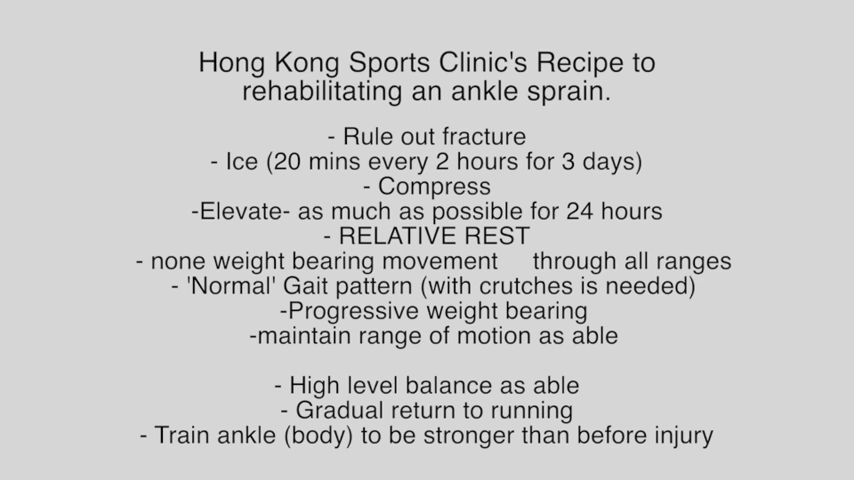 Hong Kong Sports Clinic's Recipe to
rehabilitating an ankle sprain.
- Rule out fracture
- Ice (20 mins every 2 hours for 3 days)
- Compress
-Elevate- as much as possible for 24 hours
- RELATIVE REST
- none weight bearing movement through all ranges
- 'Normal' Gait pattern (with crutches is needed)
-Progressive weight bearing
-maintain range of motion as able
- High level balance as able
- Gradual return to running
- Train ankle (body) to be stronger than before injury